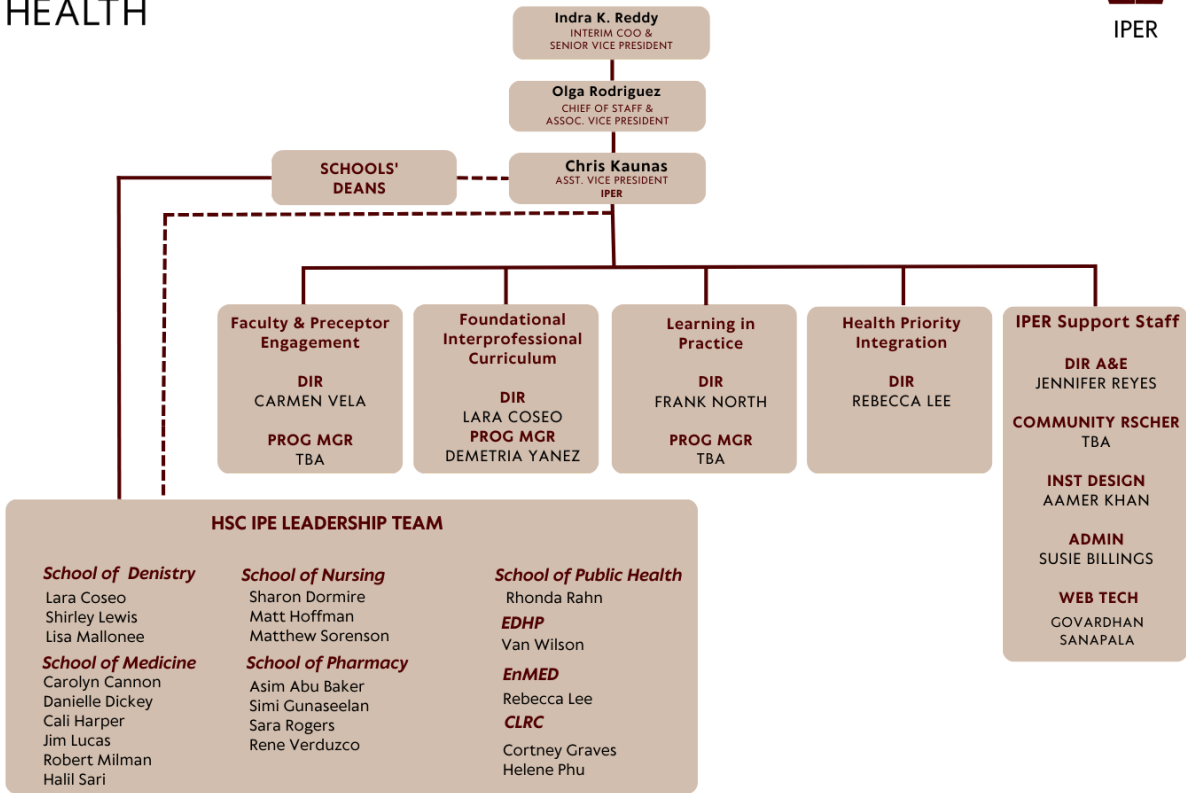 HEALTH
IPER
Indra K. Reddy
INTERIM COO &
SENIOR VICE PRESIDENT
Olga Rodriguez
CHIEF OF STAFF &
ASSOC. VICE PRESIDENT
SCHOOLS'
DEANS
Chris Kaunas
ASST. VICE PRESIDENT
IPER
Faculty & Preceptor
Engagement
DIR
CARMEN VELA
PROG MGR
TBA
Foundational
Interprofessional
Curriculum
DIR
LARA COSEO
PROG MGR
DEMETRIA YANEZ
Learning in
Practice
DIR
FRANK NORTH
PROG MGR
TBA
Health Priority
Integration
DIR
REBECCA LEE
IPER Support Staff
DIR A&E
JENNIFER REYES
COMMUNITY RSCHER
TBA
INST DESIGN
AAMER KHAN
ADMIN
SUSIE BILLINGS
WEB TECH
GOVARDHAN
SANAPALA
HSC IPE LEADERSHIP TEAM
School of Denistry
Lara Coseo
Shirley Lewis
Lisa Mallonee
School of Medicine
Carolyn Cannon
Danielle Dickey
Cali Harper
Jim Lucas
Robert Milman
Halil Sari
School of Nursing
Sharon Dormire
Matt Hoffman
Matthew Sorenson
School of Pharmacy
Asim Abu Baker
Simi Gunaseelan
Sara Rogers
Rene Verduzco
School of Public Health
Rhonda Rahn
EDHP
Van Wilson
EnMED
Rebecca Lee
CLRC
Cortney Graves
Helene Phu